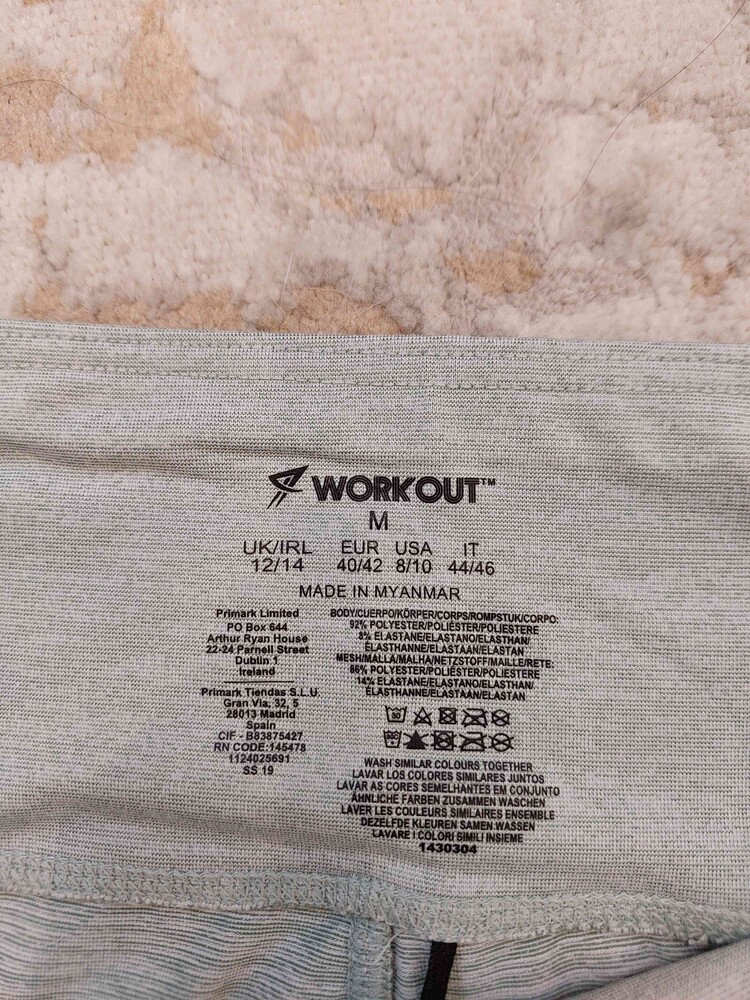 WORKOUT™
M
UK/IRL EUR USA IT
12/14 40/42 8/10 44/46
MADE IN MYANMAR
Primark Limited
PO Box 644
Arthur Ryan House
22-24 Parnell Street
Dublin 1
Ireland
Primark Tiendas S.L.U.
Gran Via, 32, 5
28013 Madrid
Spain
CIF - B83875427
RN CODE:145478
1124025691
SS 19
BODY/CUERPO/KÖRPER/CORPS/ROMPSTUK/CORPO:
92% POLYESTER/POLIÉSTER/POLIESTERE
8% ELASTANE/ELASTANO/ELASTHAN/
ÉLASTHANNE/ELASTAAN/ELASTAN
MESH/MALLA/MALHA/NETZSTOFF/MAILLE/RETE:
86% POLYESTER/POLIÉSTER/POLIESTERE
14% ELASTANE/ELASTANO/ELASTHAN/
ÉLASTHANNE/ELASTAAN/ELASTAN
WASH SIMILAR COLOURS TOGETHER
LAVAR LOS COLORES SIMILARES JUNTOS
LAVAR AS CORES SEMELHANTES EM CONJUNTO
ÄHNLICHE FARBEN ZUSAMMEN WASCHEN
LAVER LES COULEURS SIMILAIRES ENSEMBLE
DEZELFDE KLEUREN SAMEN WASSEN
LAVARE I COLORI SIMILI INSIEME
1430304